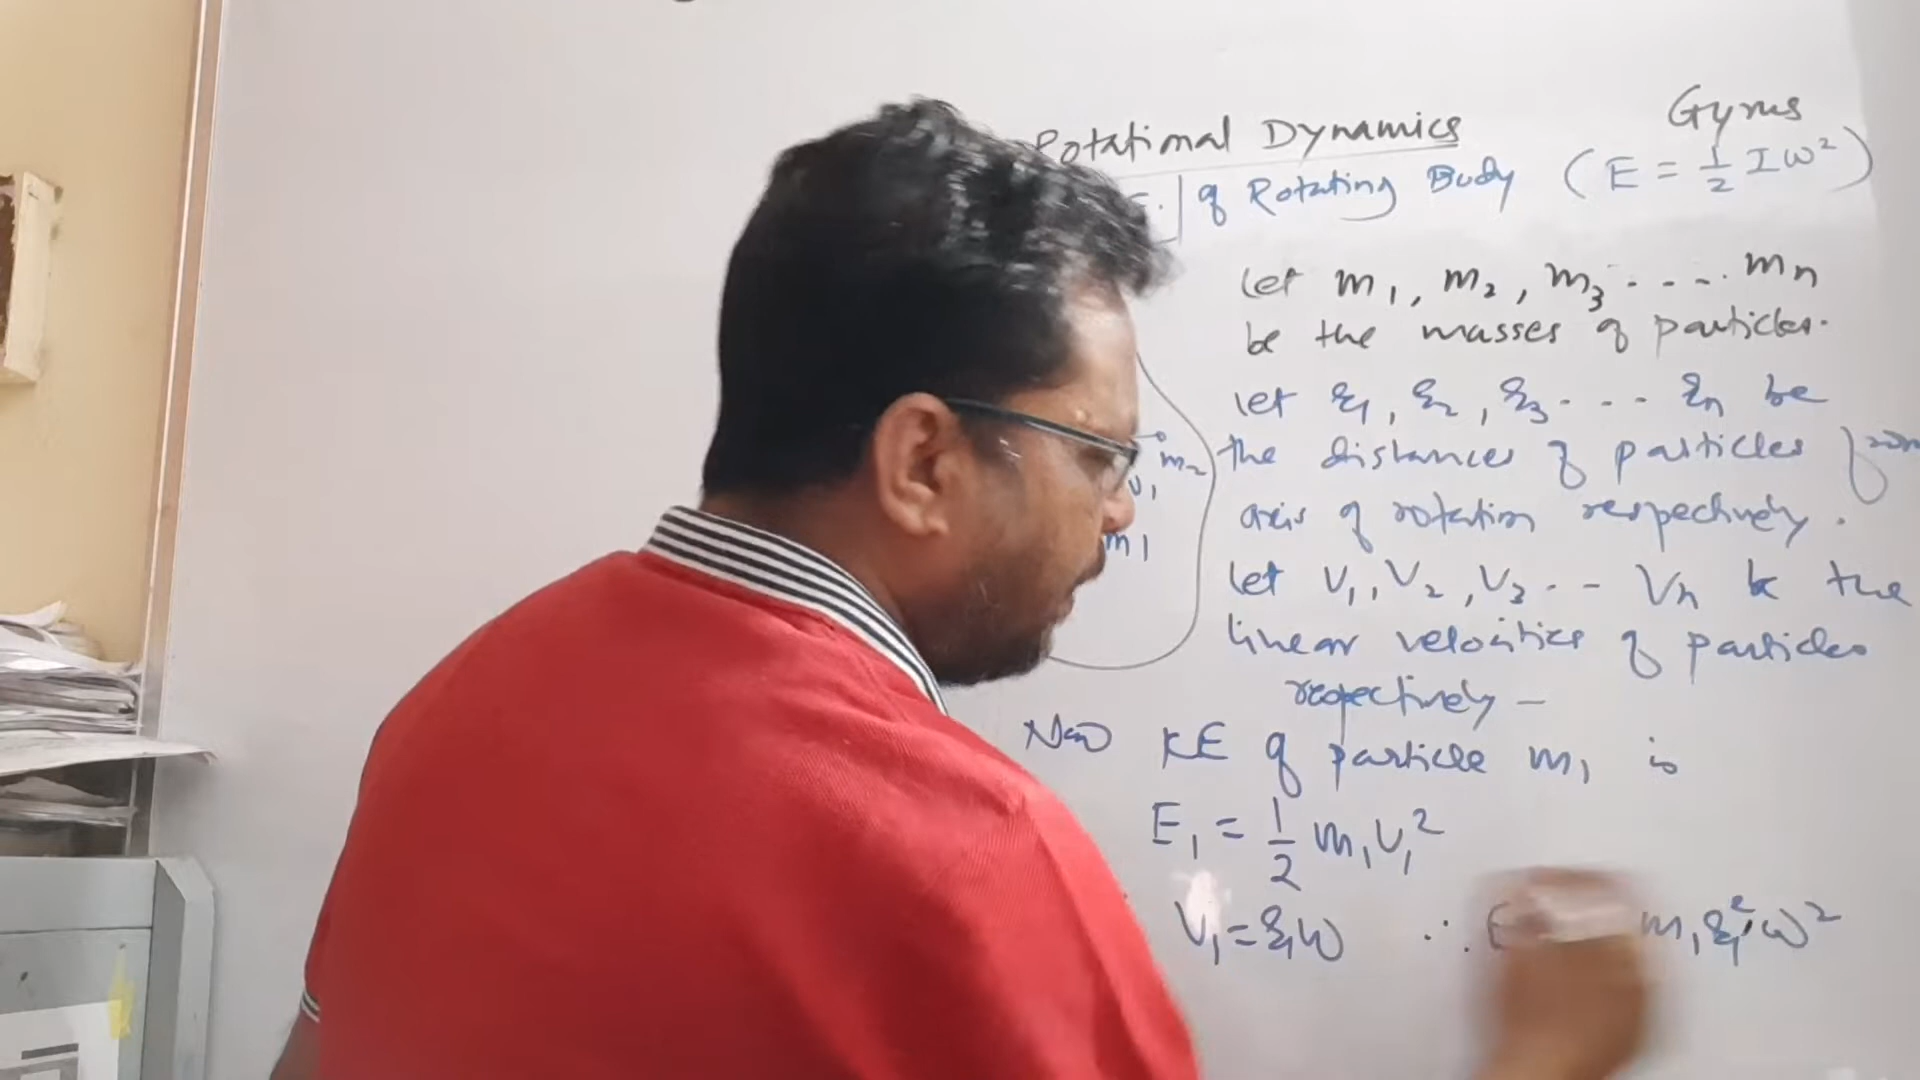 Gyrus
Rotational Dynamics
E. of Rotating Body (E = 1/2 Iω²)
Let m₁, m₂, m₃ . . . . mₙ
be the masses of particles.
Let r₁, r₂, r₃ . . . rₙ be
the distances of particles from
axis of rotation respectively.
Let V₁, V₂, V₃ . . - Vₙ be the
linear velocities of particles
respectively –
m₂
v₁
m₁
Now KE of particle m₁ is
E₁ = 1/2 m₁v₁²
V₁ = r₁ω ∴ E m₁r₁²ω²